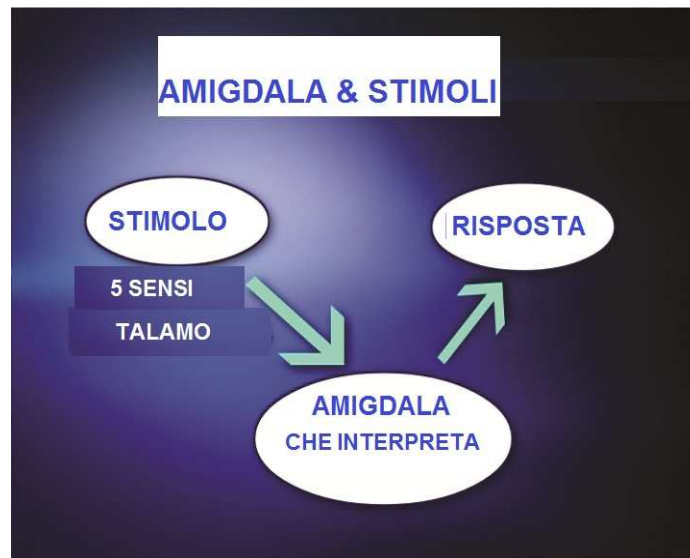 AMIGDALA & STIMOLI
STIMOLO
RISPOSTA
5 SENSI
TALAMO
AMIGDALA
CHE INTERPRETA